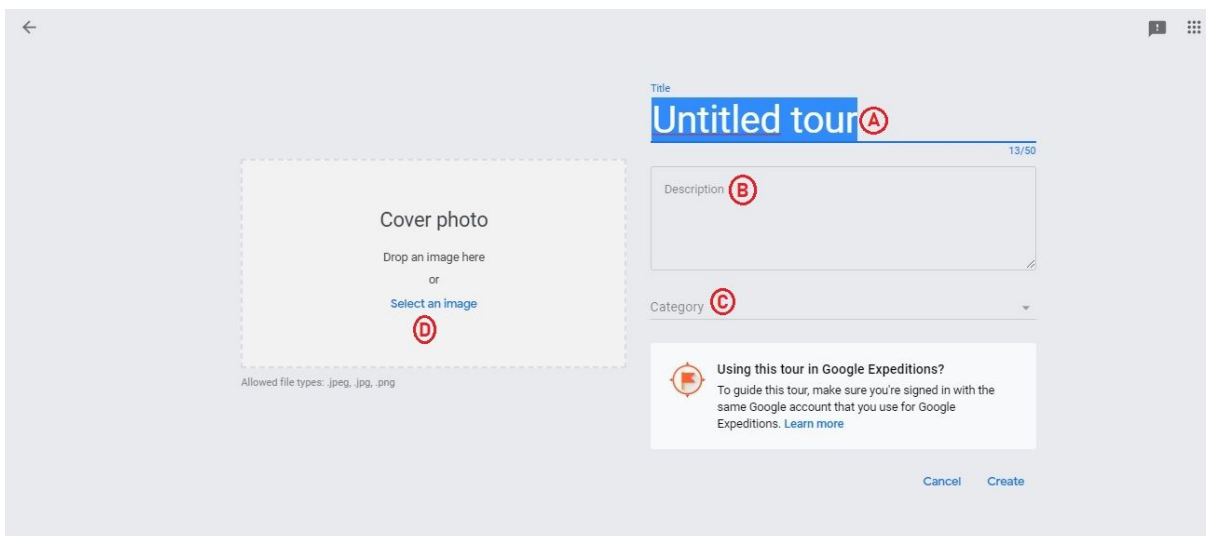 Title
Untitled tour A
13/50
Description B
Category C
Cover photo
Drop an image here
or
Select an image
D
Allowed file types: .jpeg, .jpg, .png
Using this tour in Google Expeditions?
To guide this tour, make sure you're signed in with the
same Google account that you use for Google
Expeditions. Learn more
Cancel Create